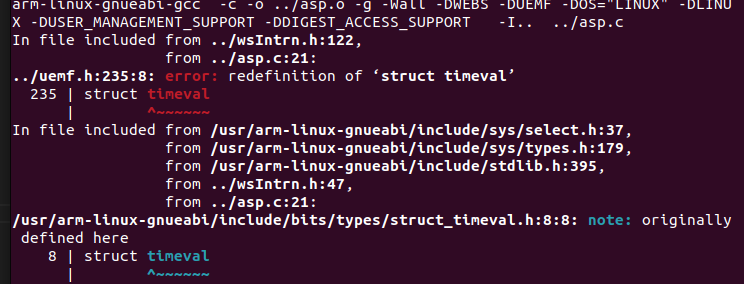 arm-linux-gnueabi-gcc  -c -o ../asp.o -g -Wall -DWEBS -DUEMF -DOS="LINUX" -DLINU
X -DUSER_MANAGEMENT_SUPPORT -DDIGEST_ACCESS_SUPPORT   -I..  ../asp.c
In file included from ../wsIntrn.h:122,
                 from ../asp.c:21:
../uemf.h:235:8: error: redefinition of ‘struct timeval’
  235 | struct timeval
      |        ^~~~~~~
In file included from /usr/arm-linux-gnueabi/include/sys/select.h:37,
                 from /usr/arm-linux-gnueabi/include/sys/types.h:179,
                 from /usr/arm-linux-gnueabi/include/stdlib.h:395,
                 from ../wsIntrn.h:47,
                 from ../asp.c:21:
/usr/arm-linux-gnueabi/include/bits/types/struct_timeval.h:8:8: note: originally
 defined here
    8 | struct timeval
      |        ^~~~~~~